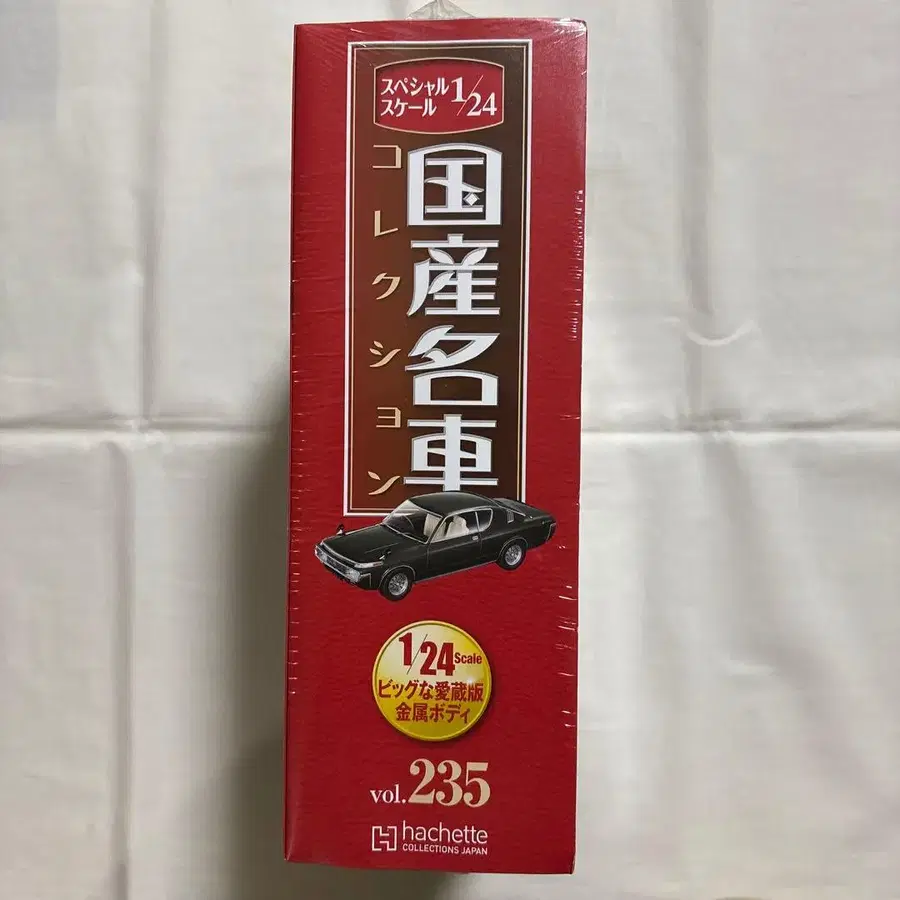 スペシャル
スケール 1/24
国産名車
コレクション
1/24 Scale
ビッグな愛蔵版
金属ボディ
vol.235
hachette
COLLECTIONS JAPAN